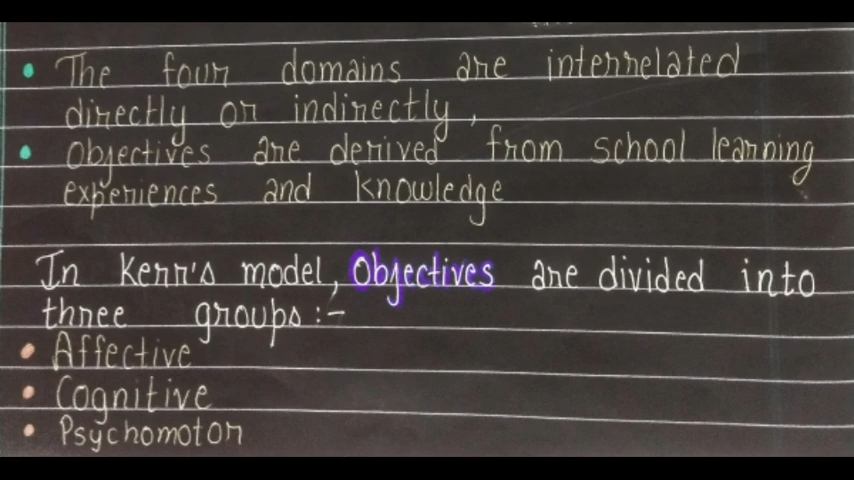 • The four domains are interrelated
directly or indirectly,
• Objectives are derived from school learning
experiences and knowledge
In Kerr's model, Objectives are divided into
three groups :-
• Affective
• Cognitive
• Psychomotor